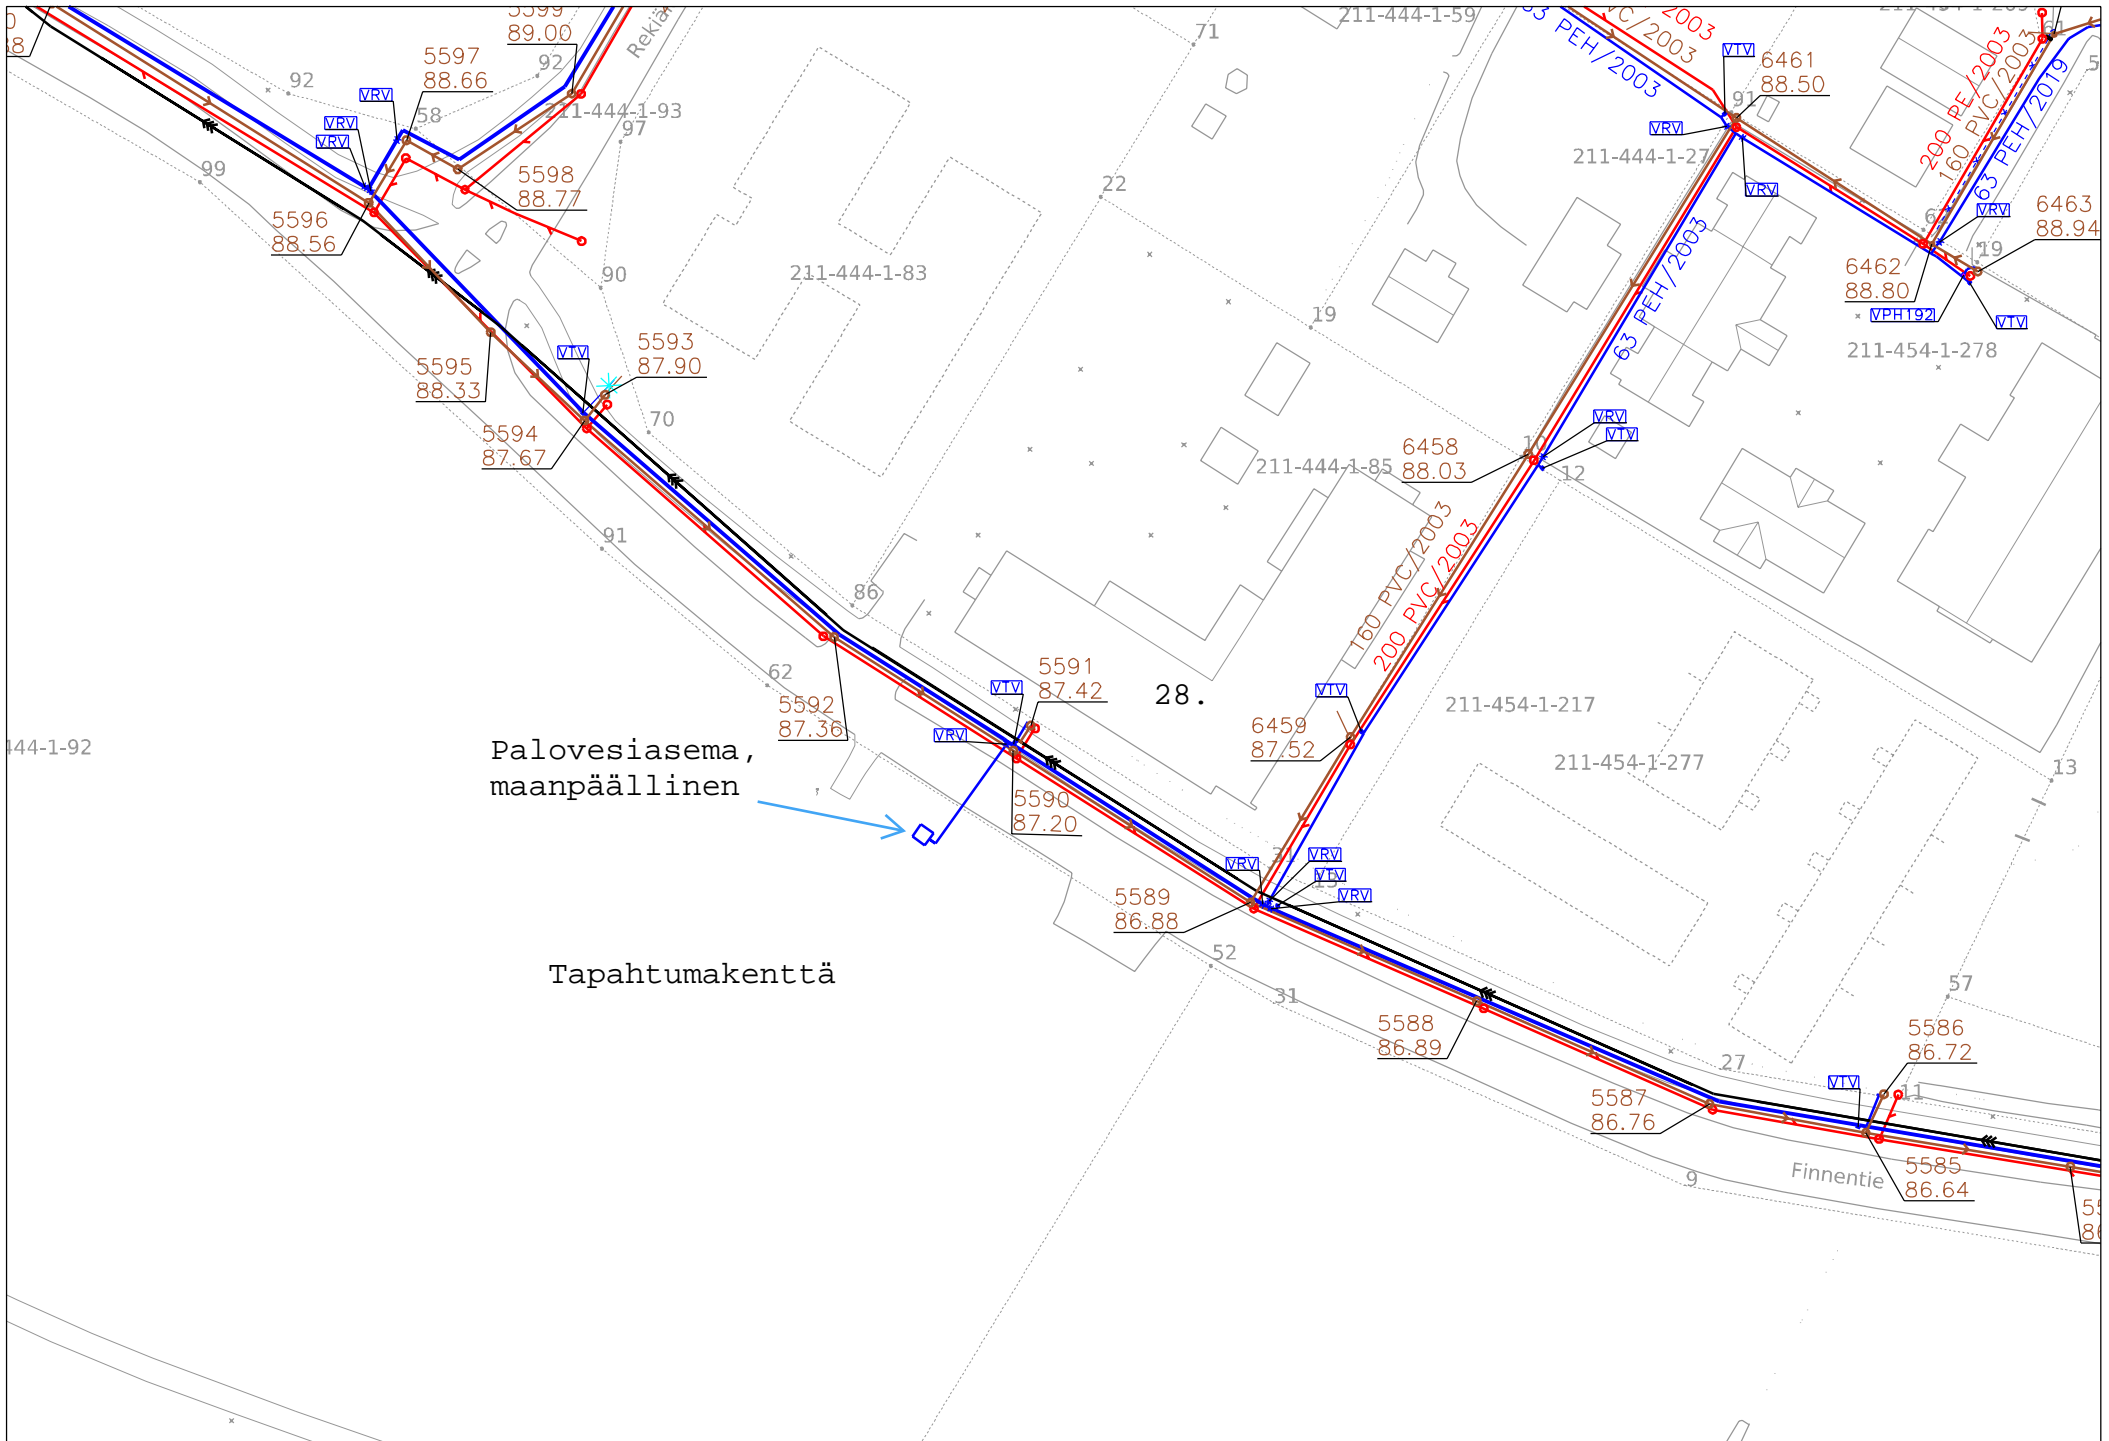 89.00
5597
88.66
VRV
VRV
VRV
92
92
58
99
211-444-1-93
97
5598
88.77
5596
88.56
90
211-444-1-83
VTV
5593
87.90
5595
88.33
5594
87.67
70
91
86
62
71
22
19
211-444-1-59
63 PEH/2003
VTV
6461
88.50
91
VRV
211-444-1-27
VRV
200 PE/2003
160 PVC/2003
63 PEH/2019
61
VRV
6463
88.94
19
6462
88.80
VPH192
VTV
211-454-1-278
63 PEH/2003
VRV
VTV
6458
88.03
12
211-444-1-85
160 PVC/2003
200 PVC/2003
5591
87.42
VTV
VRV
28.
5592
87.36
5590
87.20
VTV
6459
87.52
211-454-1-217
211-454-1-277
13
444-1-92
Palovesiasema,
maanpäällinen
VRV
VRV
VTV
VRV
31
13
5589
86.88
Tapahtumakenttä
52
31
5588
86.89
57
5586
86.72
27
VTV
11
5587
86.76
5585
86.64
9
Finnentie